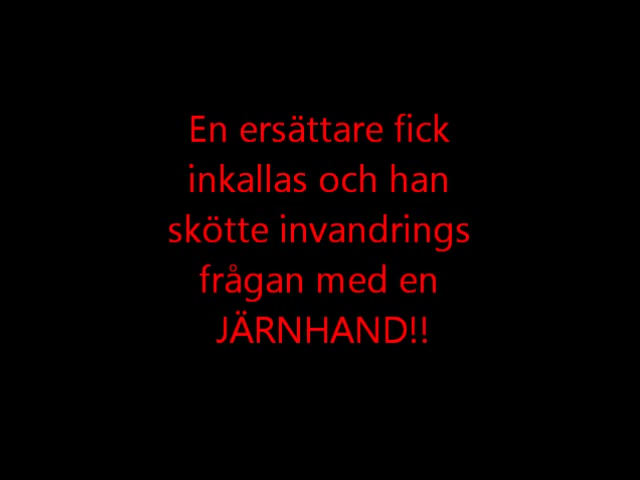 En ersättare fick
inkallas och han
skötte invandrings
frågan med en
JÄRNHAND!!